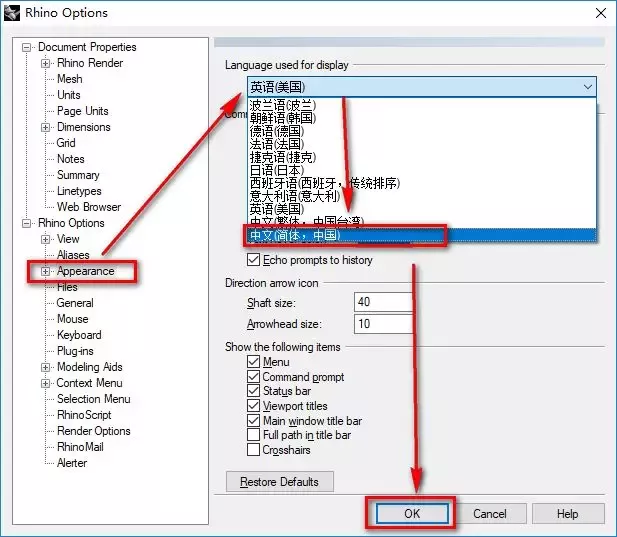 Rhino Options
Document Properties
Rhino Render
Mesh
Units
Page Units
Dimensions
Grid
Notes
Summary
Linetypes
Web Browser
Rhino Options
View
Aliases
Appearance
Files
General
Mouse
Keyboard
Plug-ins
Modeling Aids
Context Menu
Selection Menu
RhinoScript
Render Options
RhinoMail
Alerter
Language used for display
英语(美国)
波兰语(波兰)
朝鲜语(韩国)
德语(德国)
法语(法国)
捷克语(捷克)
日语(日本)
西班牙语(西班牙，传统排序)
意大利语(意大利)
英语(美国)
中文(繁体，中国台湾)
中文(简体，中国)
Echo prompts to history
Direction arrow icon
Shaft size: 40
Arrowhead size: 10
Show the following items
Menu
Command prompt
Status bar
Viewport titles
Main window title bar
Full path in title bar
Crosshairs
Restore Defaults
OK Cancel Help